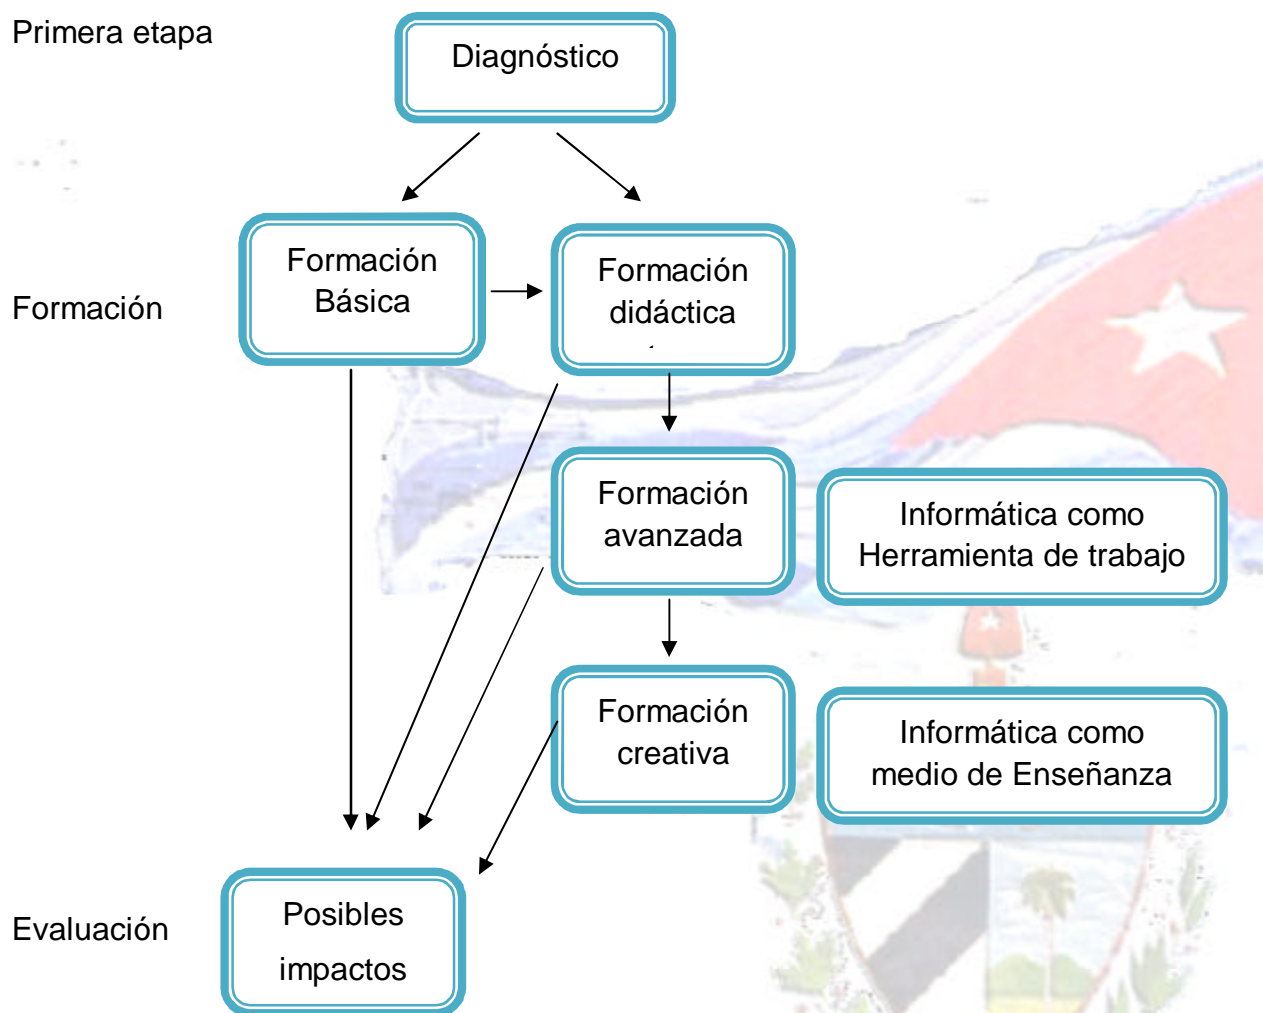 Primera etapa
Diagnóstico
Formación
Básica
Formación
didáctica
Formación
Formación
avanzada
Informática como
Herramienta de trabajo
Formación
creativa
Informática como
medio de Enseñanza
Evaluación
Posibles
impactos